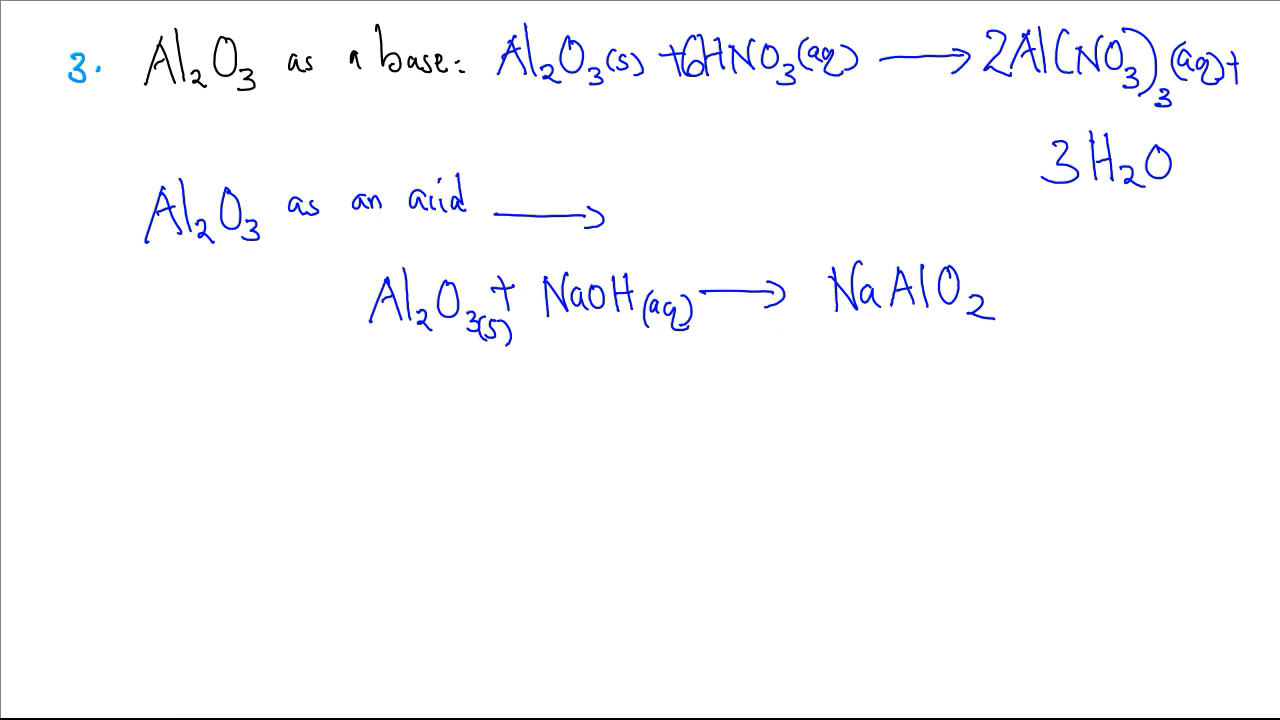 3. Al₂O₃ as a base: Al₂O₃(s) + 6HNO₃(aq) ⟶ 2Al(NO₃)₃(aq) +
3H₂O
Al₂O₃ as an acid ⟶
Al₂O₃(s) + NaOH(aq) ⟶ NaAlO₂